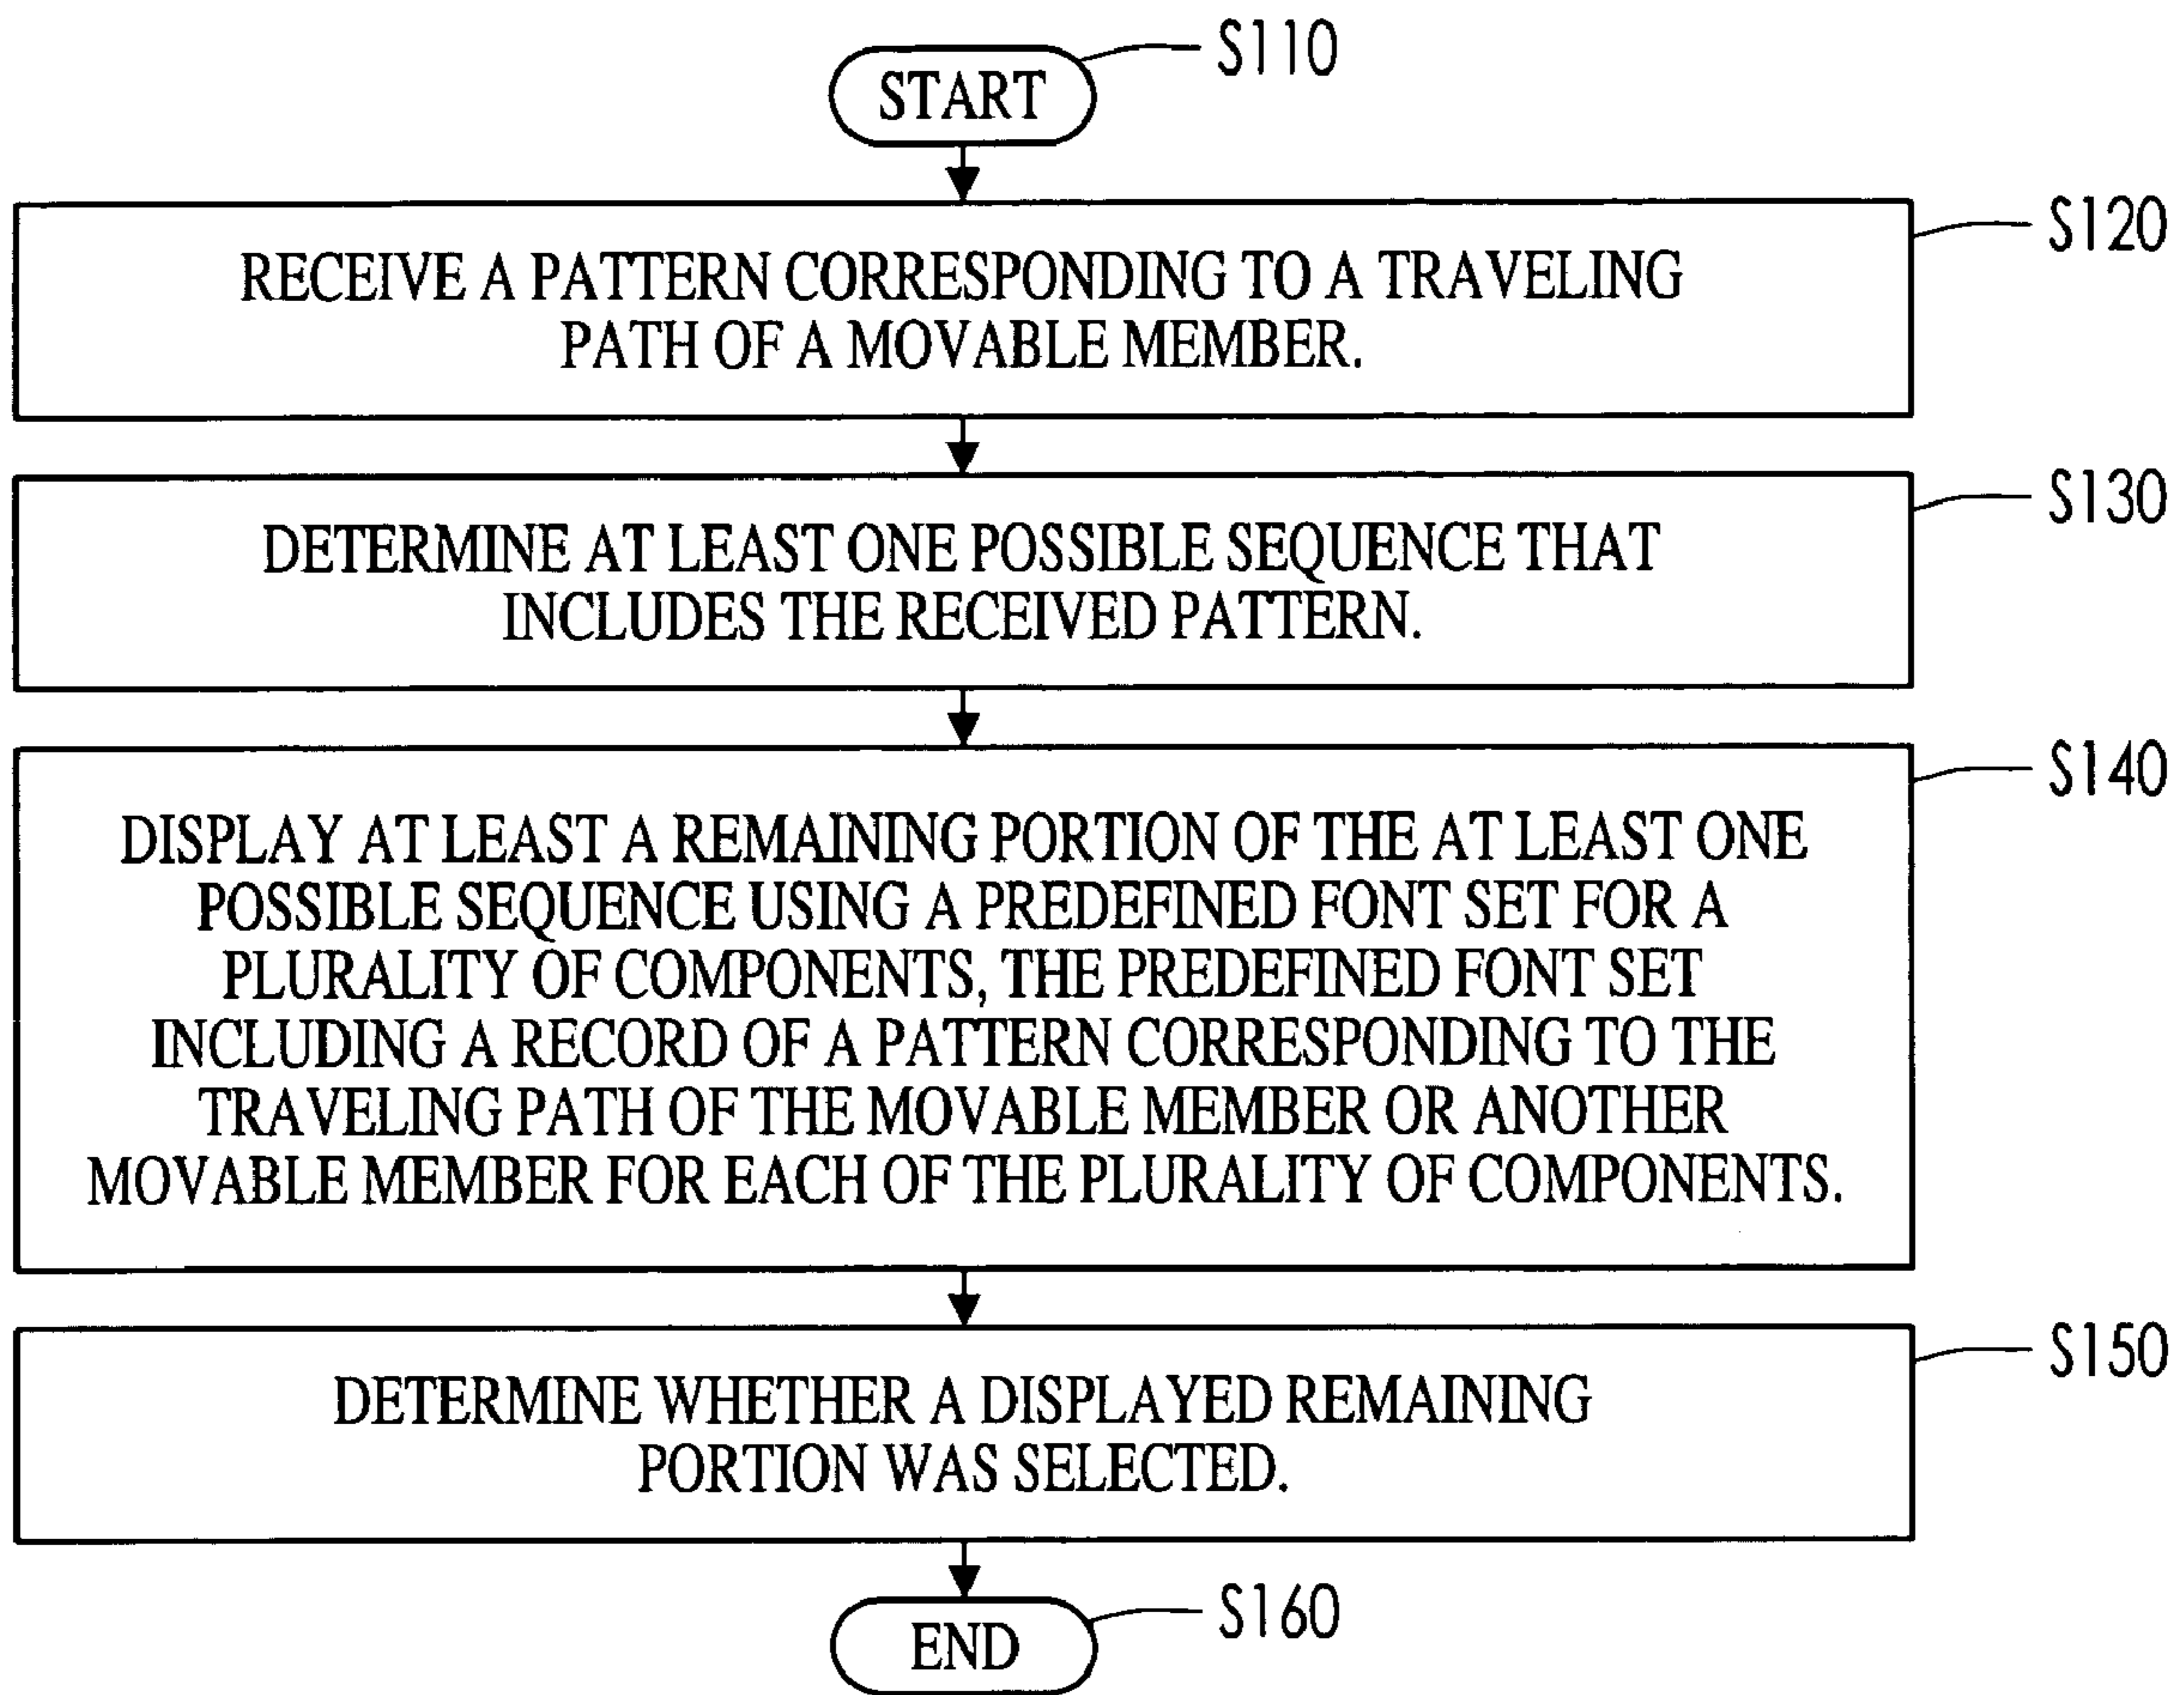 S110
START
S120
RECEIVE A PATTERN CORRESPONDING TO A TRAVELING
PATH OF A MOVABLE MEMBER.
S130
DETERMINE AT LEAST ONE POSSIBLE SEQUENCE THAT
INCLUDES THE RECEIVED PATTERN.
S140
DISPLAY AT LEAST A REMAINING PORTION OF THE AT LEAST ONE
POSSIBLE SEQUENCE USING A PREDEFINED FONT SET FOR A
PLURALITY OF COMPONENTS, THE PREDEFINED FONT SET
INCLUDING A RECORD OF A PATTERN CORRESPONDING TO THE
TRAVELING PATH OF THE MOVABLE MEMBER OR ANOTHER
MOVABLE MEMBER FOR EACH OF THE PLURALITY OF COMPONENTS.
S150
DETERMINE WHETHER A DISPLAYED REMAINING
PORTION WAS SELECTED.
S160
END